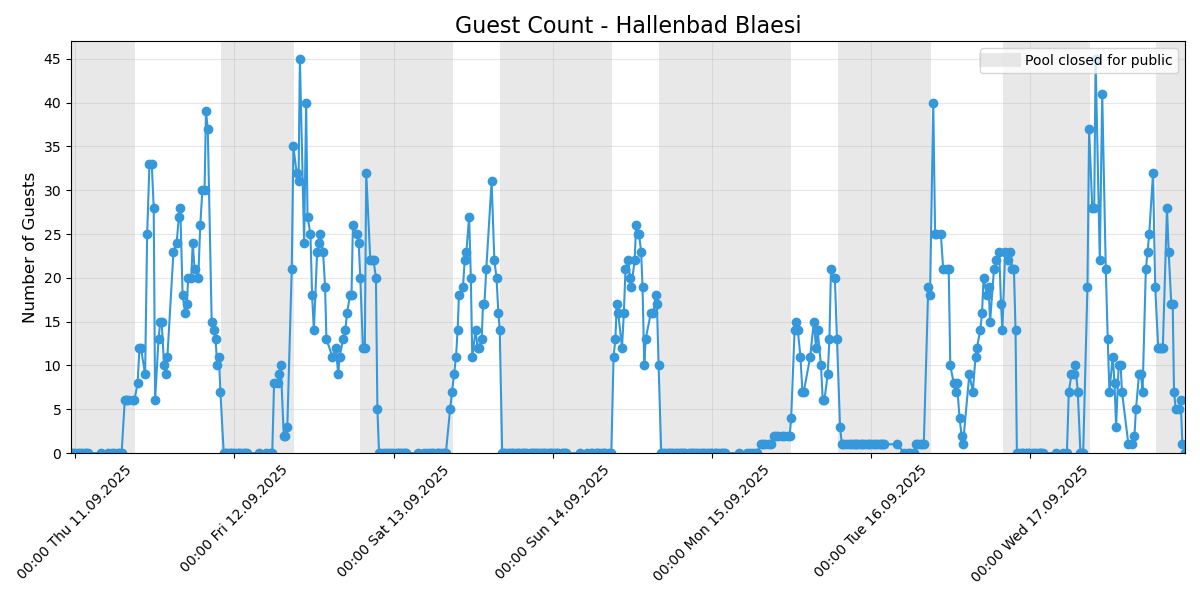 Guest Count - Hallenbad Blaesi
Pool closed for public
Number of Guests
45
40
35
30
25
20
15
10
5
0
00:00 Thu 11.09.2025
00:00 Fri 12.09.2025
00:00 Sat 13.09.2025
00:00 Sun 14.09.2025
00:00 Mon 15.09.2025
00:00 Tue 16.09.2025
00:00 Wed 17.09.2025